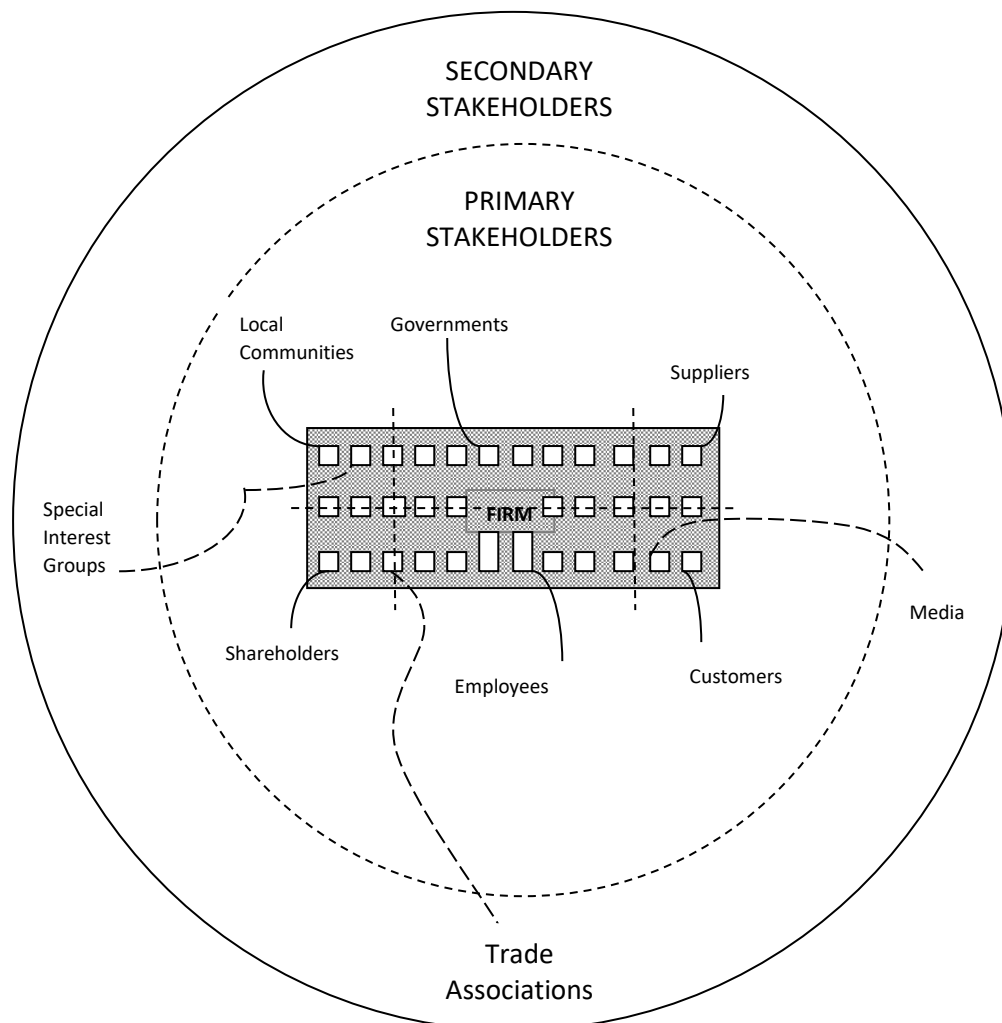 SECONDARY
STAKEHOLDERS
PRIMARY
STAKEHOLDERS
Local
Communities
Governments
Suppliers
Special
Interest
Groups
FIRM
Media
Shareholders
Employees
Customers
Trade
Associations